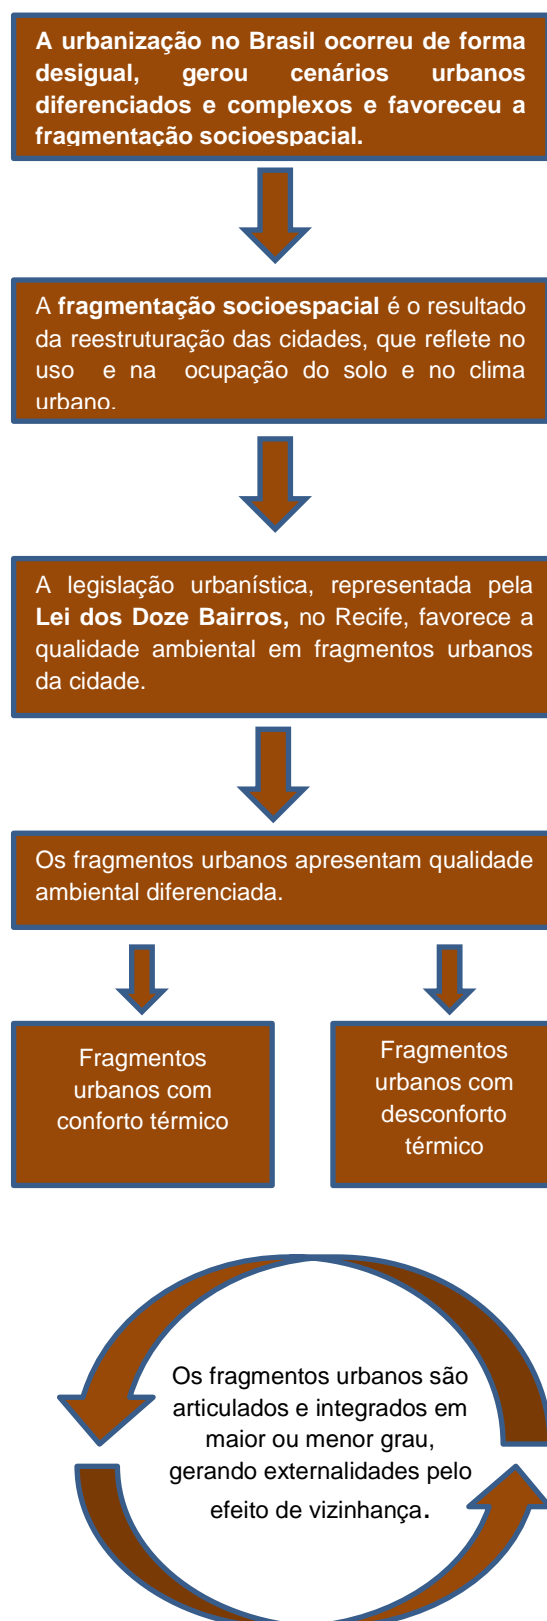 A urbanização no Brasil ocorreu de forma
desigual, gerou cenários urbanos
diferenciados e complexos e favoreceu a
fragmentação socioespacial.
A fragmentação socioespacial é o resultado
da reestruturação das cidades, que reflete no
uso e na ocupação do solo e no clima
urbano.
A legislação urbanística, representada pela
Lei dos Doze Bairros, no Recife, favorece a
qualidade ambiental em fragmentos urbanos
da cidade.
Os fragmentos urbanos apresentam qualidade
ambiental diferenciada.
Fragmentos
urbanos com
conforto térmico
Fragmentos
urbanos com
desconforto
térmico
Os fragmentos urbanos são
articulados e integrados em
maior ou menor grau,
gerando externalidades pelo
efeito de vizinhança.